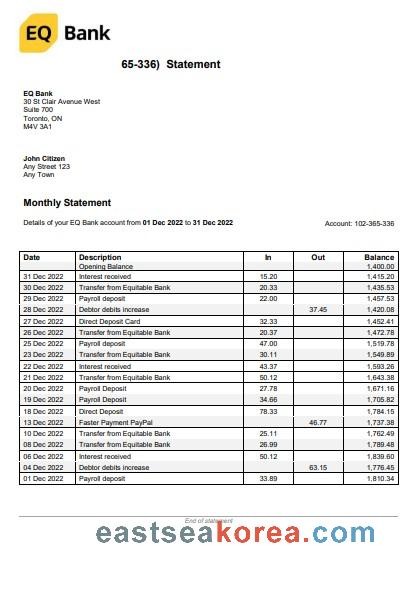 EQ Bank
65-336) Statement
EQ Bank
30 St Clair Avenue West
Suite 700
Toronto, ON
M4V 3A1
John Citizen
Any Street 123
Any Town
Monthly Statement
Details of your EQ Bank account from 01 Dec 2022 to 31 Dec 2022 Account: 102-365-336
Date Description In Out Balance
Opening Balance 1,400.00
31 Dec 2022 Interest received 15.20 1,415.20
30 Dec 2022 Transfer from Equitable Bank 20.33 1,435.53
29 Dec 2022 Payroll deposit 22.00 1,457.53
28 Dec 2022 Debtor debits increase 37.45 1,420.08
27 Dec 2022 Direct Deposit Card 32.33 1,452.41
26 Dec 2022 Transfer from Equitable Bank 20.37 1,472.78
25 Dec 2022 Payroll deposit 47.00 1,519.78
23 Dec 2022 Transfer from Equitable Bank 30.11 1,549.89
22 Dec 2022 Interest received 43.37 1,593.26
21 Dec 2022 Transfer from Equitable Bank 50.12 1,643.38
20 Dec 2022 Payroll Deposit 27.78 1,671.16
19 Dec 2022 Payroll deposit 34.66 1,705.82
18 Dec 2022 Direct Deposit 78.33 1,784.15
13 Dec 2022 Faster Payment PayPal 46.77 1,737.38
10 Dec 2022 Transfer from Equitable Bank 25.11 1,762.49
08 Dec 2022 Transfer from Equitable Bank 26.99 1,789.48
06 Dec 2022 Interest received 50.12 1,839.60
04 Dec 2022 Debtor debits increase 63.15 1,776.45
01 Dec 2022 Payroll deposit 33.89 1,810.34
End of statement
eastseakorea.com